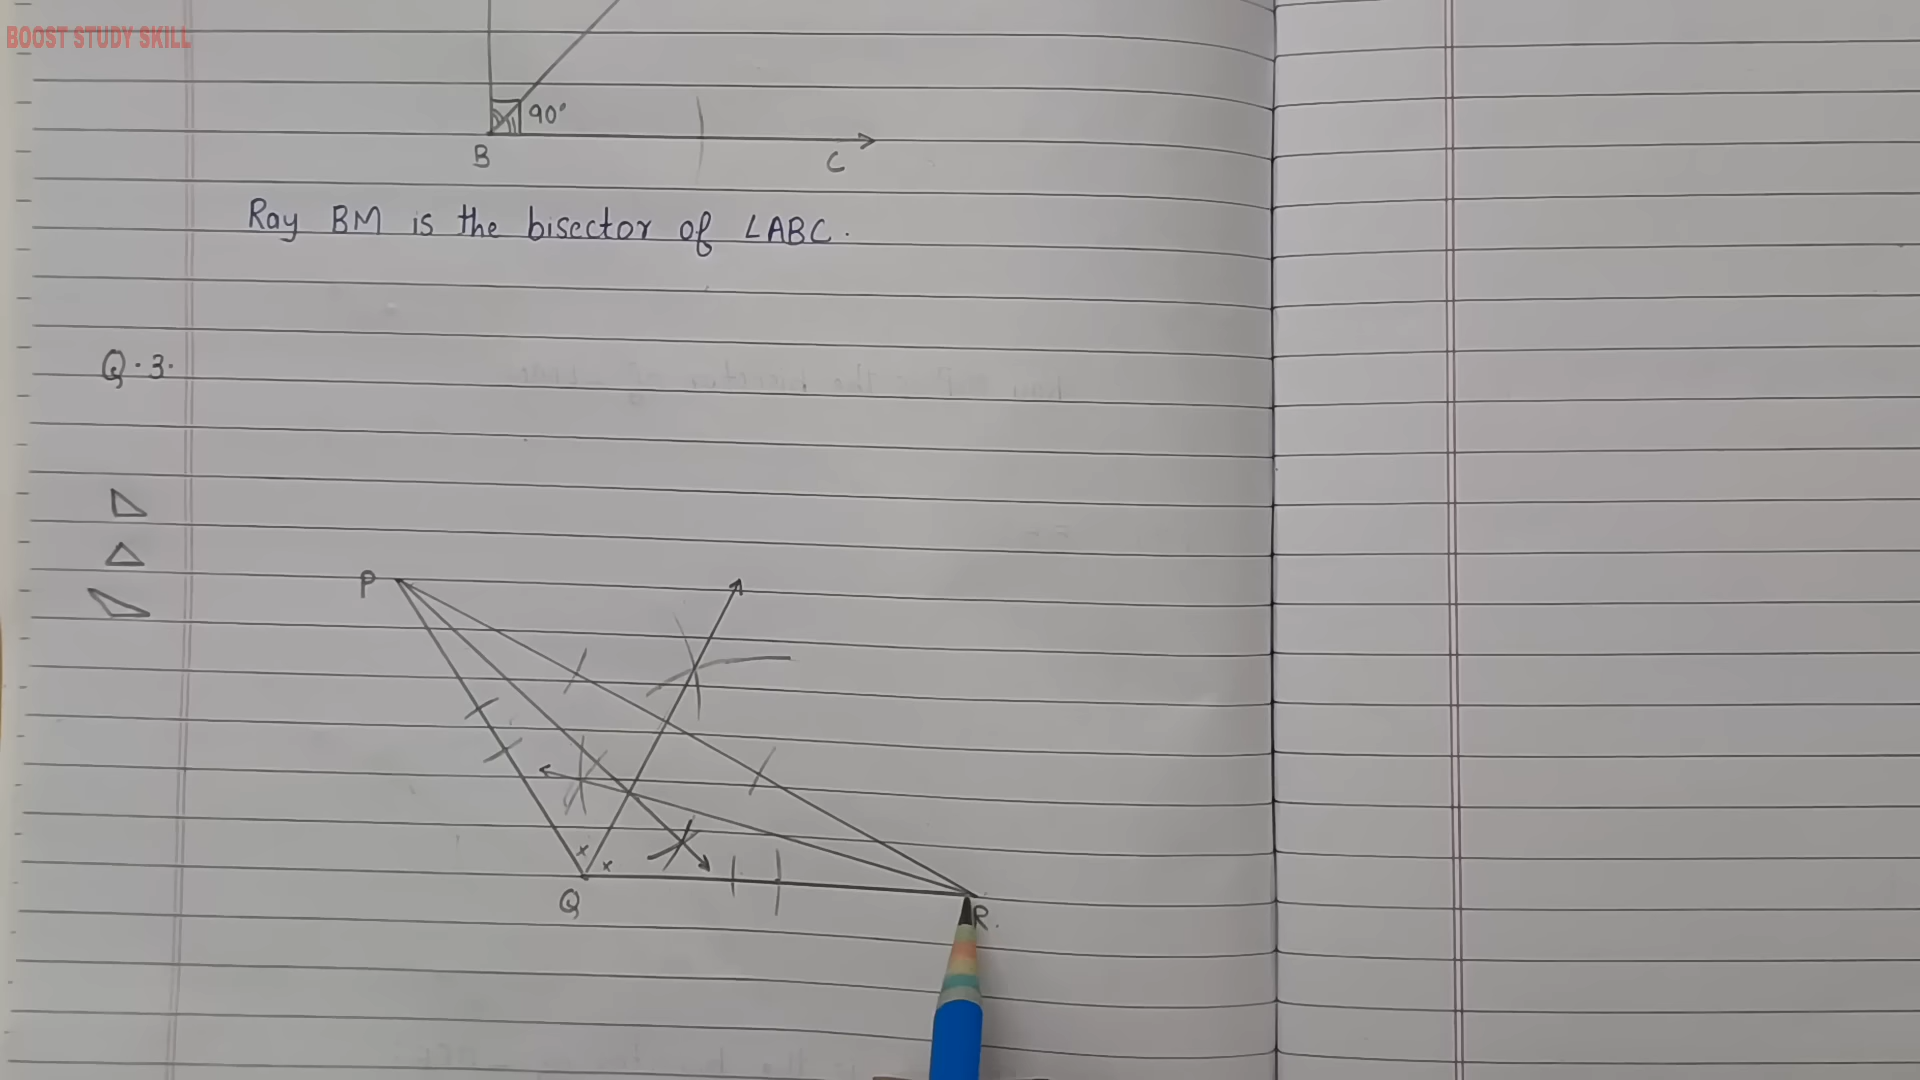 BOOST STUDY SKILL
90°
B
C
Ray BM is the bisector of ∠ABC.
Q.3.
P
x
x
Q
R.